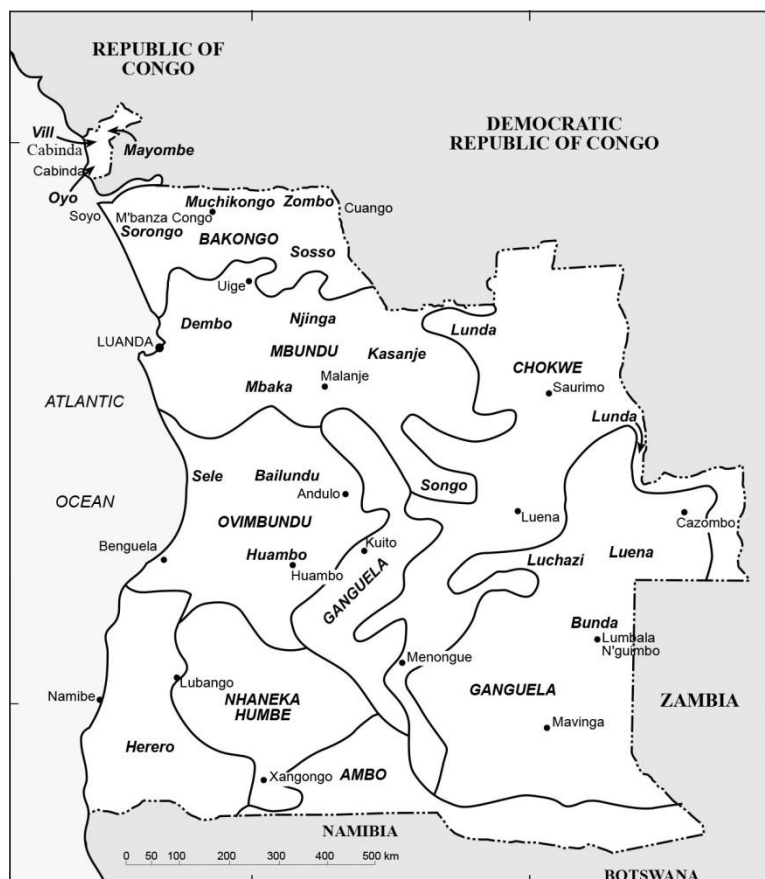 REPUBLIC OF
CONGO
DEMOCRATIC
REPUBLIC OF CONGO
Vill
Cabinda
Mayombe
Cabinda
Oyo
Soyo
Muchikongo
Zombo
Cuango
M'banza Congo
Sorongo
BAKONGO
Sosso
Uige
Dembo
Njinga
Lunda
LUANDA
MBUNDU
Kasanje
CHOKWE
Mbaka
Malanje
Saurimo
ATLANTIC
Lunda
Sele
Bailundu
Songo
Andulo
OCEAN
OVIMBUNDU
Luena
Cazombo
Benguela
Huambo
Kuito
Luchazi
Luena
Huambo
GANGUELA
Bunda
Lumbala
N'guimbo
Menongue
Lubango
NHANEKA
HUMBE
GANGUELA
ZAMBIA
Namibe
Mavinga
Herero
Xangongo
AMBO
NAMIBIA
0 50 100 200 300 400 500 km
BOTSWANA